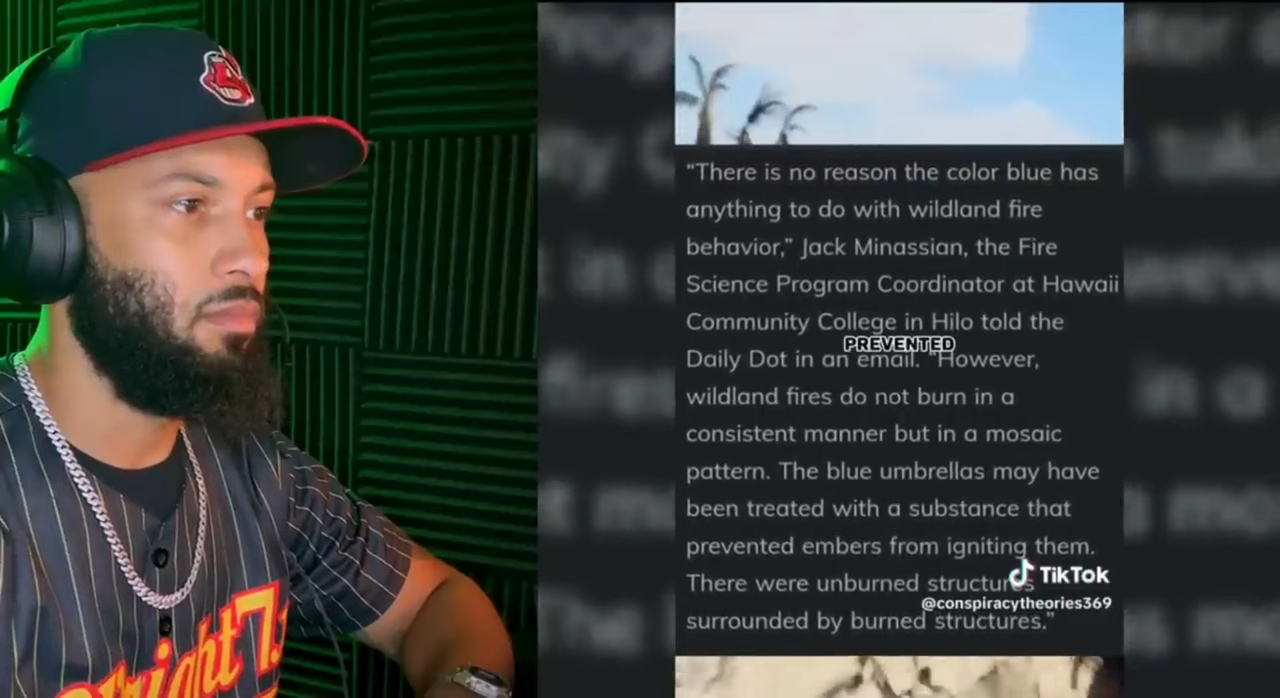 “There is no reason the color blue has
anything to do with wildland fire
behavior,” Jack Minassian, the Fire
Science Program Coordinator at Hawaii
Community College in Hilo told the
PREVENTED
Daily Dot in an email. “However,
wildland fires do not burn in a
consistent manner but in a mosaic
pattern. The blue umbrellas may have
been treated with a substance that
prevented embers from igniting them.
There were unburned structures
TikTok
@conspiracytheories369
surrounded by burned structures.”